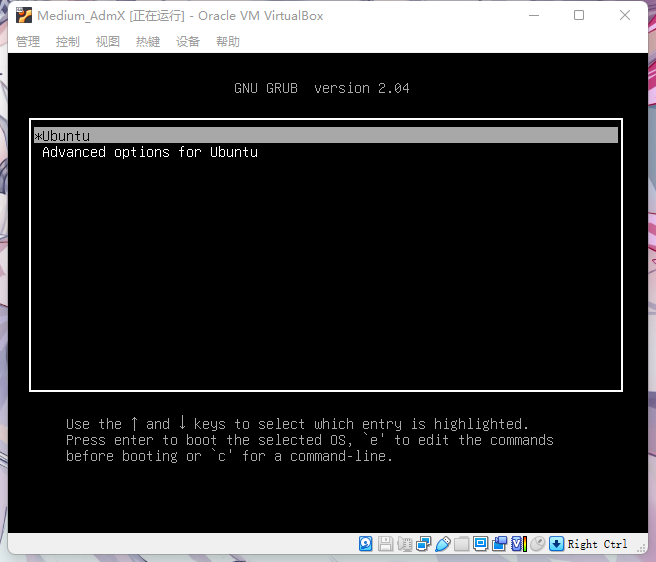 Medium_AdmX [正在运行] - Oracle VM VirtualBox
管理 控制 视图 热键 设备 帮助
GNU GRUB  version 2.04
*Ubuntu
Advanced options for Ubuntu
Use the ↑ and ↓ keys to select which entry is highlighted.
Press enter to boot the selected OS, `e' to edit the commands
before booting or `c' for a command-line.
Right Ctrl